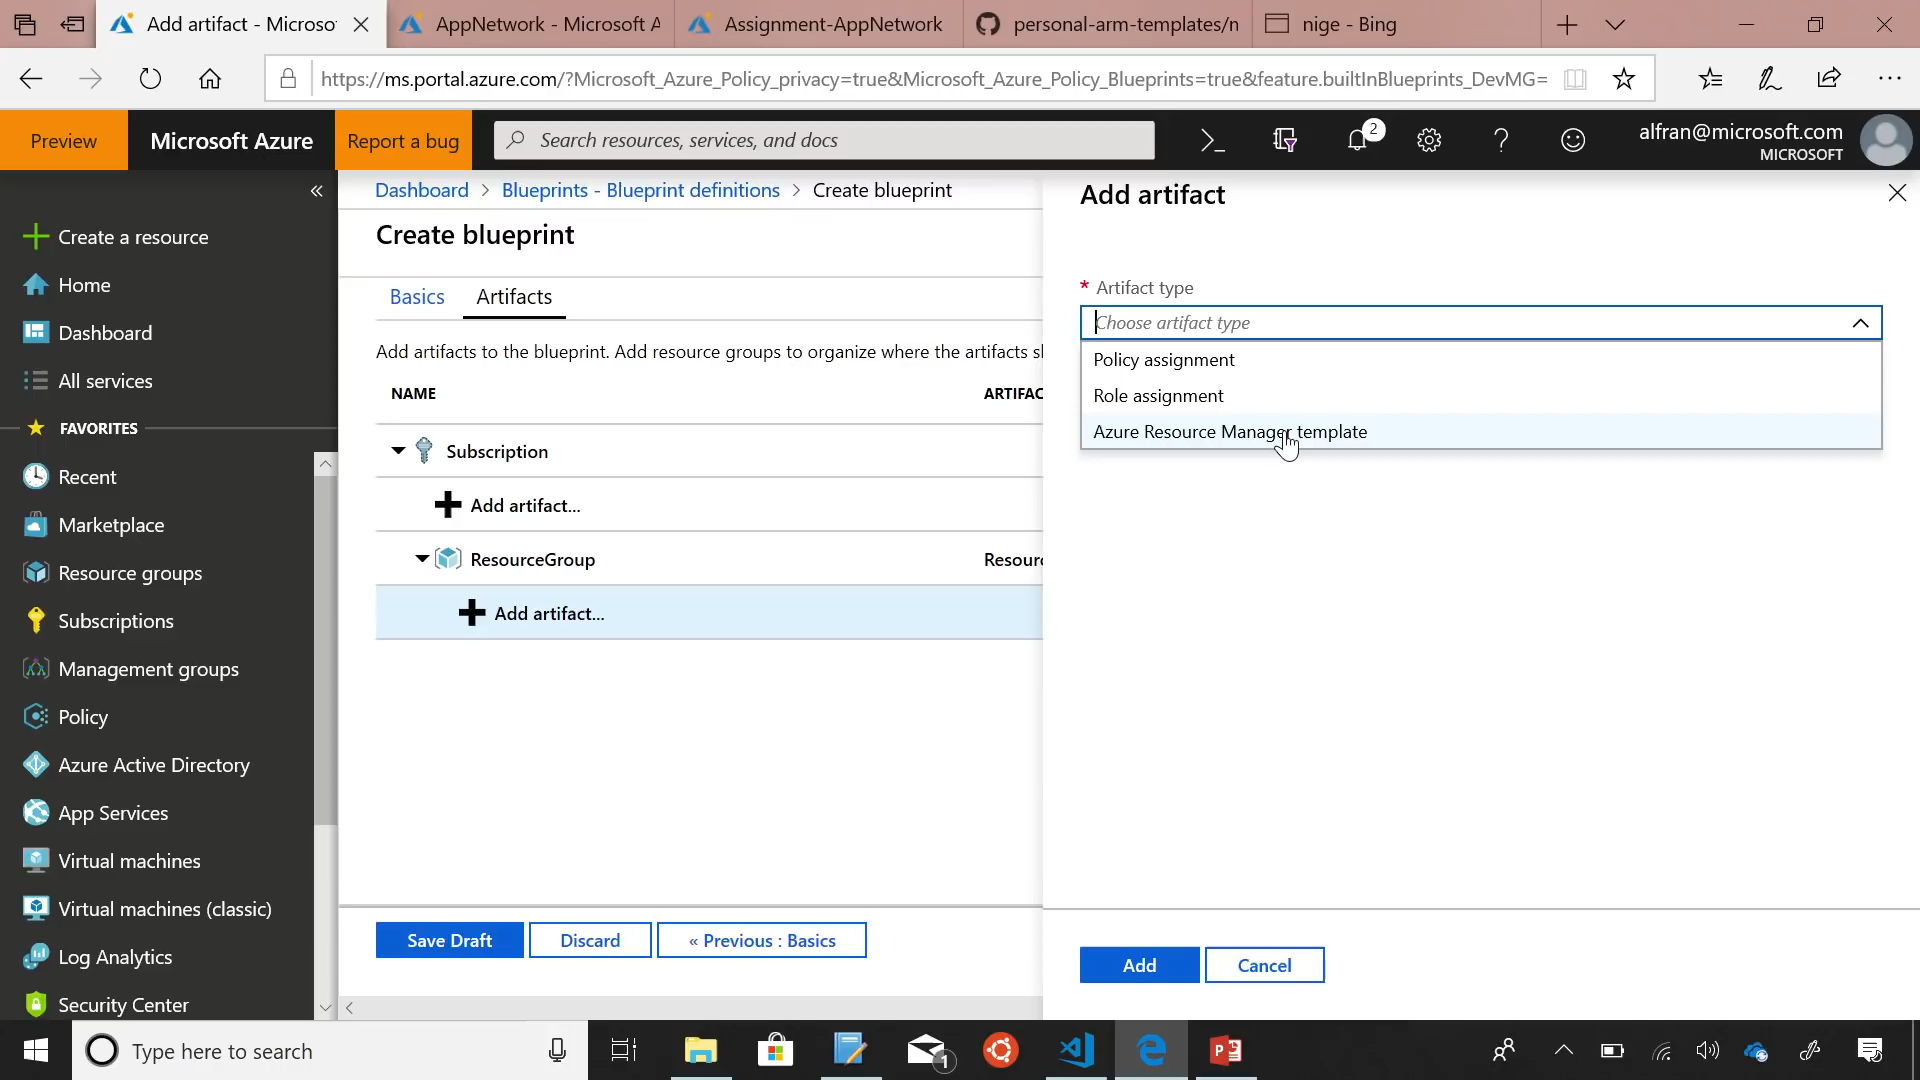 Add artifact - Microso
AppNetwork - Microsoft A
Assignment-AppNetwork
personal-arm-templates/n
nige - Bing
https://ms.portal.azure.com/?Microsoft_Azure_Policy_privacy=true&Microsoft_Azure_Policy_Blueprints=true&feature.builtInBlueprints_DevMG=
Preview
Microsoft Azure
Report a bug
Search resources, services, and docs
2
alfran@microsoft.com
MICROSOFT
Create a resource
Home
Dashboard
All services
FAVORITES
Recent
Marketplace
Resource groups
Subscriptions
Management groups
Policy
Azure Active Directory
App Services
Virtual machines
Virtual machines (classic)
Log Analytics
Security Center
Dashboard > Blueprints - Blueprint definitions > Create blueprint
Create blueprint
Basics
Artifacts
Add artifacts to the blueprint. Add resource groups to organize where the artifacts s
NAME
ARTIFAC
Subscription
Add artifact...
ResourceGroup
Resour
Add artifact...
Save Draft
Discard
« Previous : Basics
Add artifact
* Artifact type
Choose artifact type
Policy assignment
Role assignment
Azure Resource Manager template
Add
Cancel
Type here to search
1